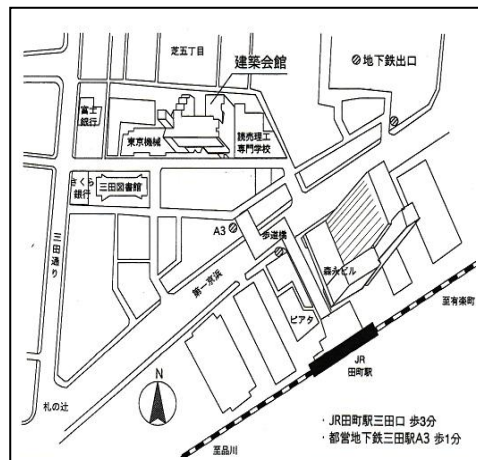 芝五丁目
建築会館
地下鉄出口
富士
銀行
東京機械
読売理工
専門学校
さくら
銀行
三田図書館
三田通り
A3
歩道橋
第一京浜
森永ビル
ピアタ
至有楽町
JR
田町駅
札の辻
N
至品川
・JR田町駅三田口 歩3分
・都営地下鉄三田駅A3 歩1分